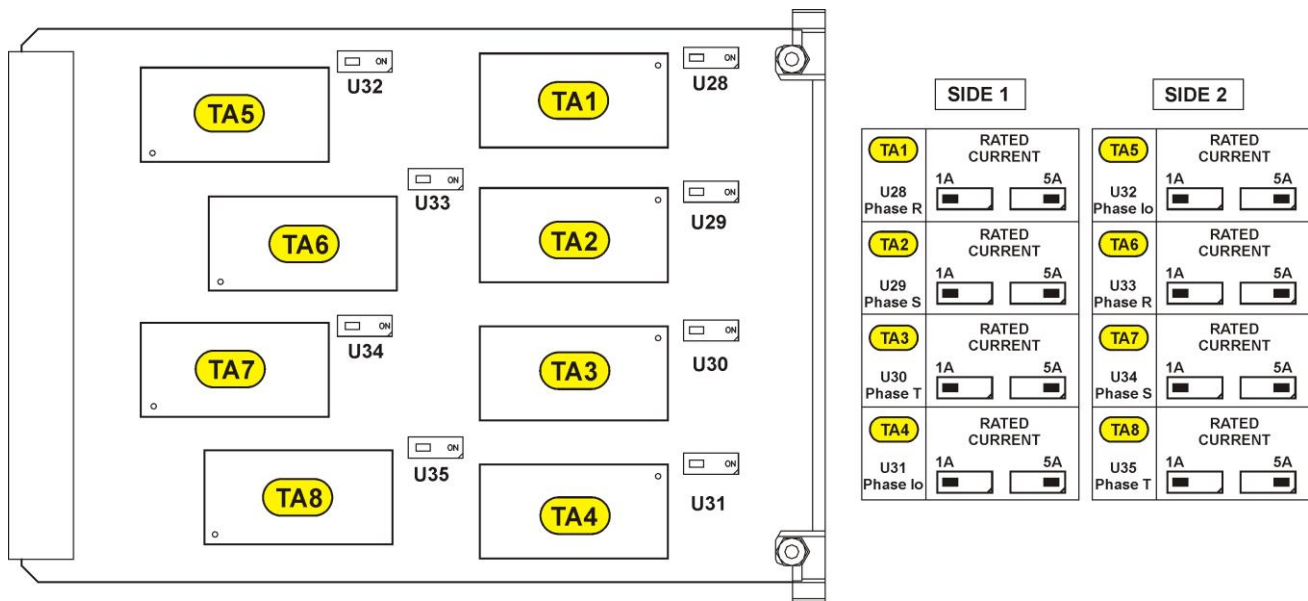 ON
U32
TA5
ON
U28
TA1
ON
U33
TA6
ON
U29
TA2
ON
U34
TA7
ON
U30
TA3
ON
U35
TA8
ON
U31
TA4
SIDE 1
TA1
RATED
CURRENT
1A 5A
U28
Phase R
TA2
RATED
CURRENT
1A 5A
U29
Phase S
TA3
RATED
CURRENT
1A 5A
U30
Phase T
TA4
RATED
CURRENT
1A 5A
U31
Phase Io
SIDE 2
TA5
RATED
CURRENT
1A 5A
U32
Phase Io
TA6
RATED
CURRENT
1A 5A
U33
Phase R
TA7
RATED
CURRENT
1A 5A
U34
Phase S
TA8
RATED
CURRENT
1A 5A
U35
Phase T